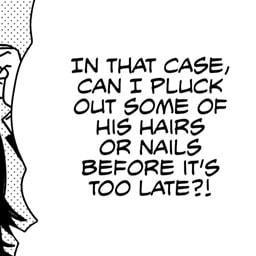 IN THAT CASE,
CAN I PLUCK
OUT SOME OF
HIS HAIRS
OR NAILS
BEFORE IT'S
TOO LATE?!